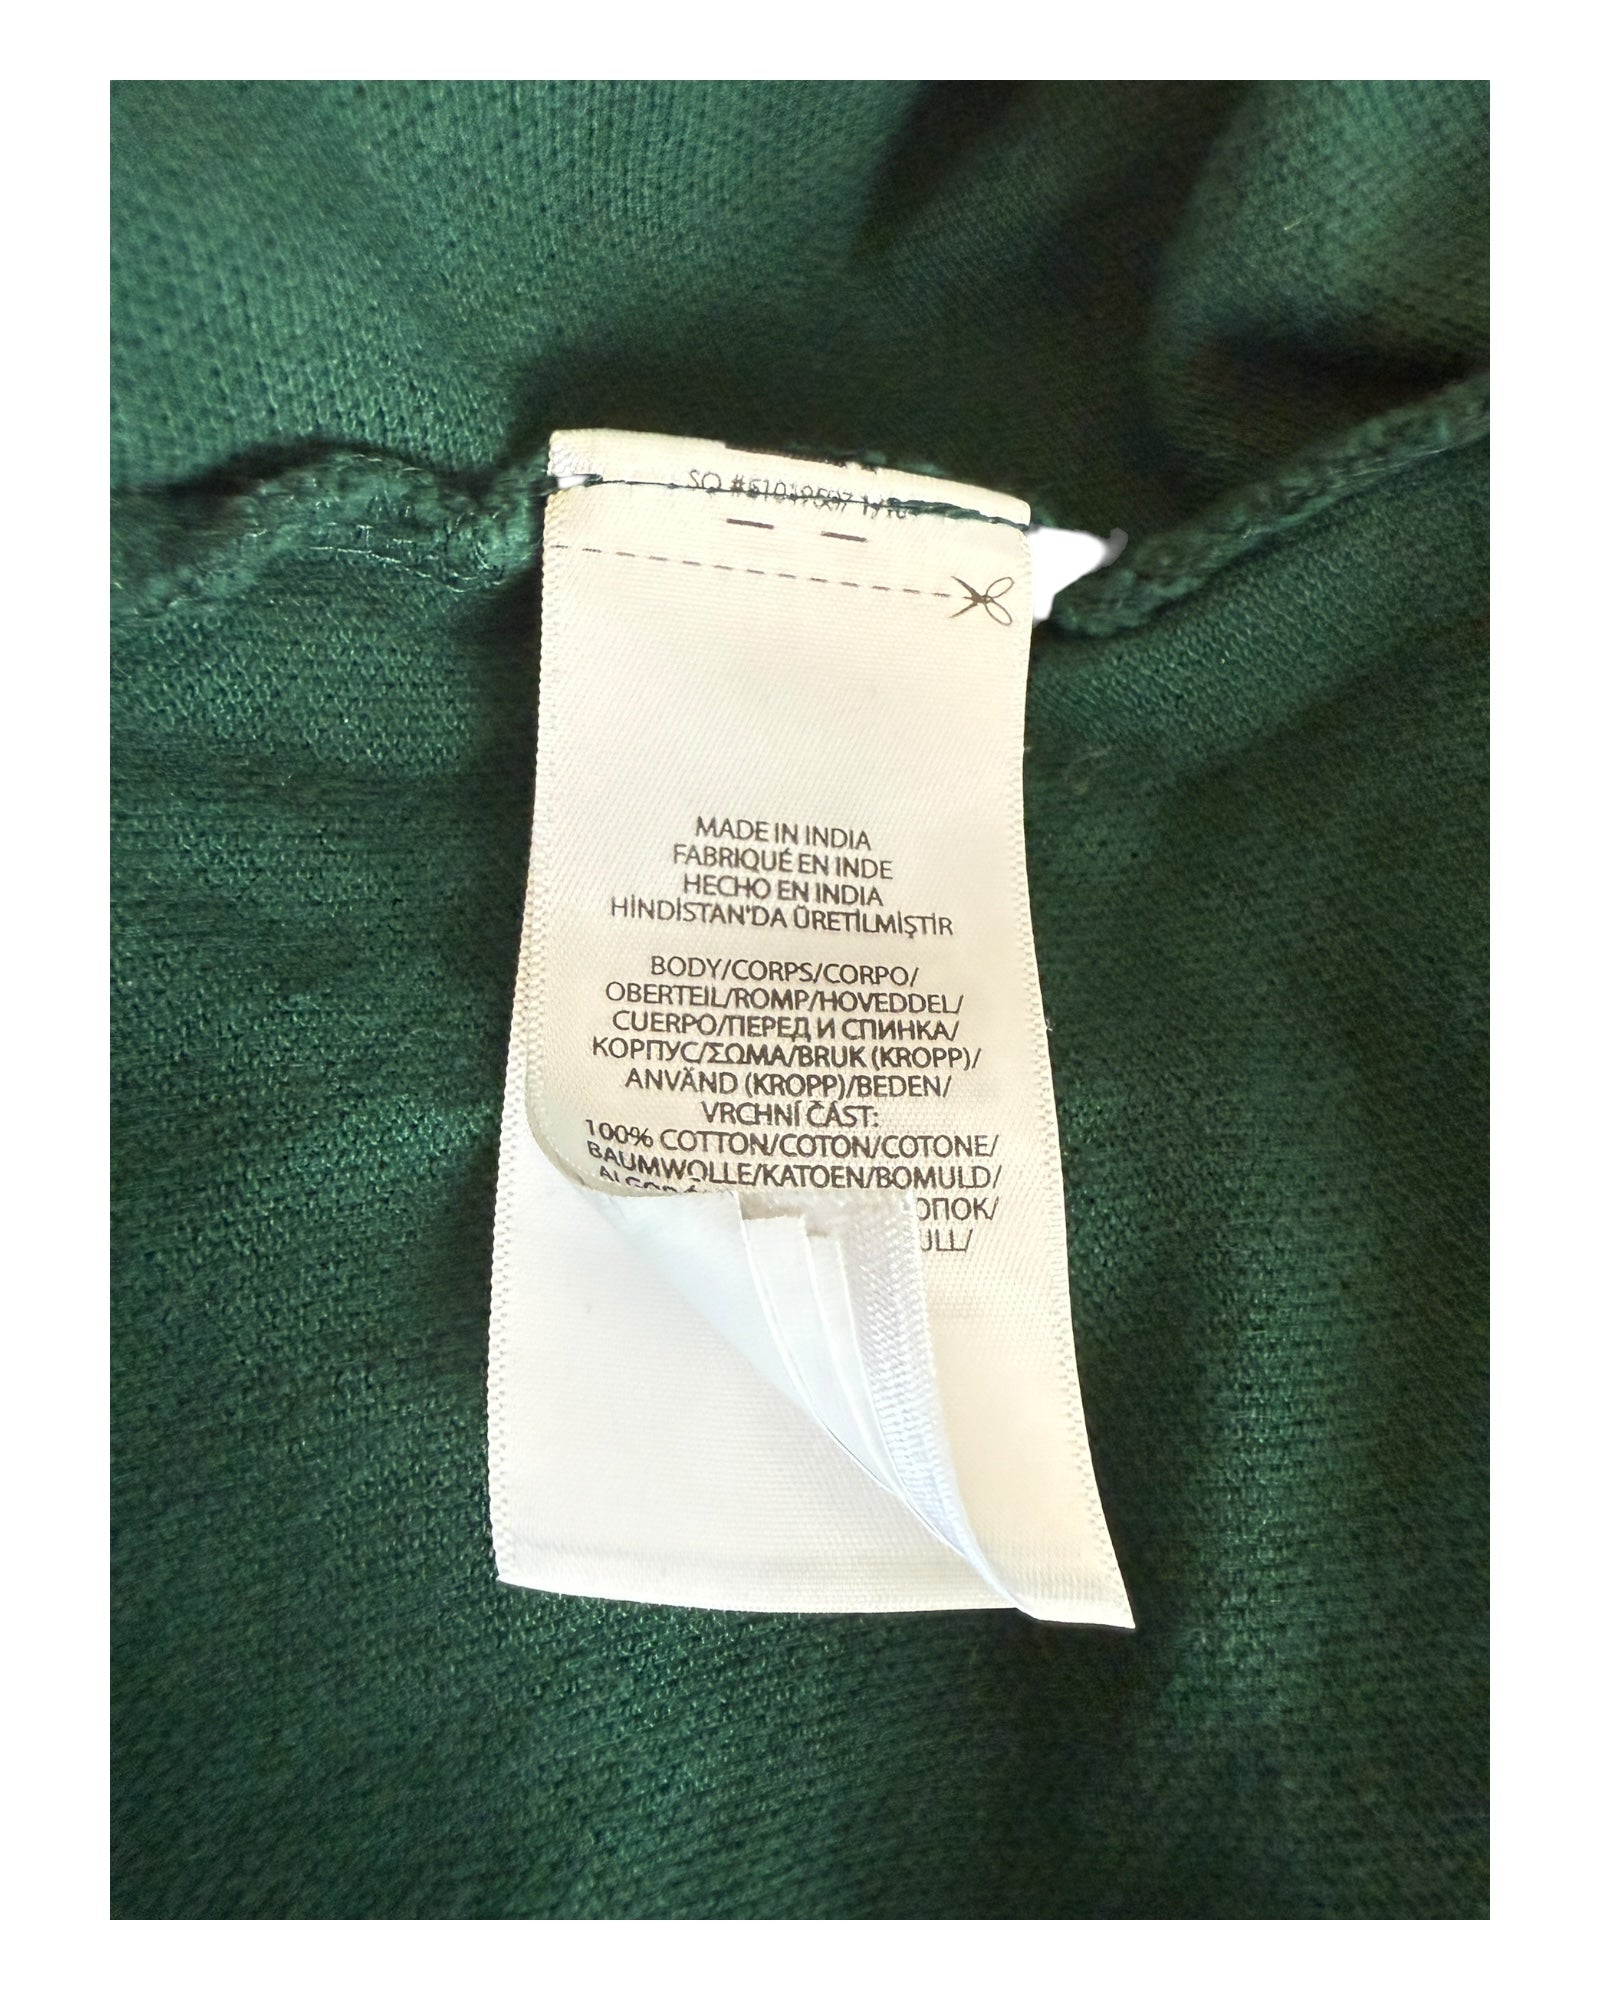 SO #
MADE IN INDIA
FABRIQUÉ EN INDE
HECHO EN INDIA
HİNDİSTAN'DA ÜRETİLMİŞTİR
BODY/CORPS/CORPO/
OBERTEIL/ROMP/HOVEDDEL/
CUERPO/ПЕРЕД И СПИНКА/
КОРПУС/ΣΩΜΑ/BRUK (KROPP)/
ANVÄND (KROPP)/BEDEN/
VRCHNÍ ČÁST:
100% COTTON/COTON/COTONE/
BAUMWOLLE/KATOEN/BOMULD/